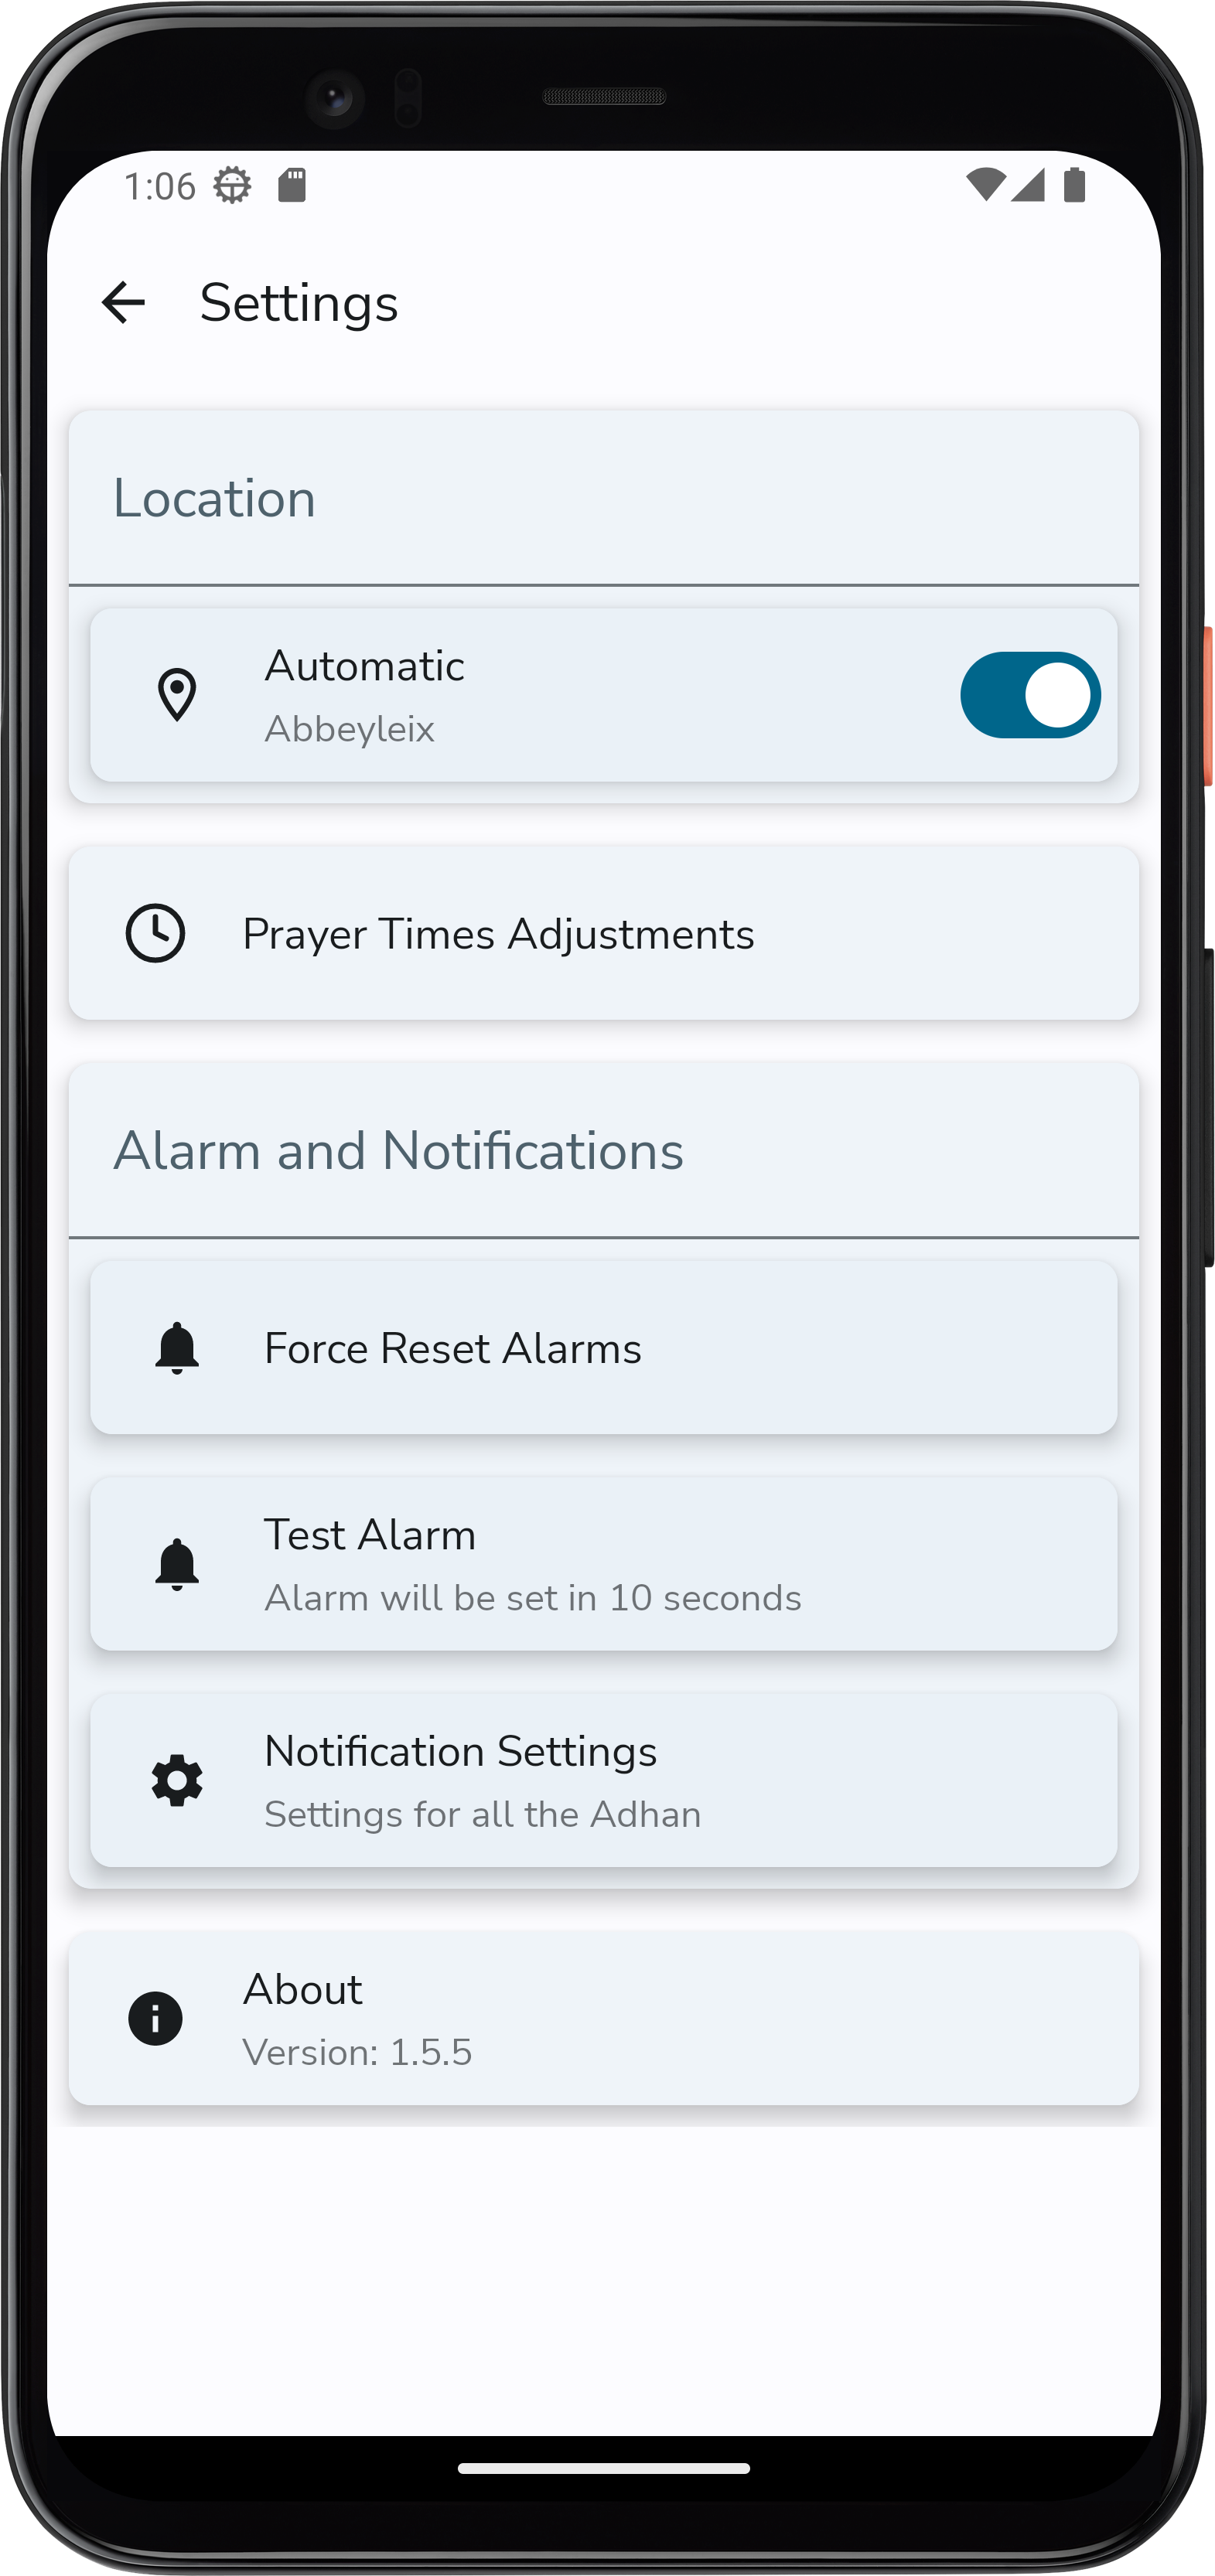 1:06
Settings
Location
Automatic
Abbeyleix
Prayer Times Adjustments
Alarm and Notifications
Force Reset Alarms
Test Alarm
Alarm will be set in 10 seconds
Notification Settings
Settings for all the Adhan
About
Version: 1.5.5